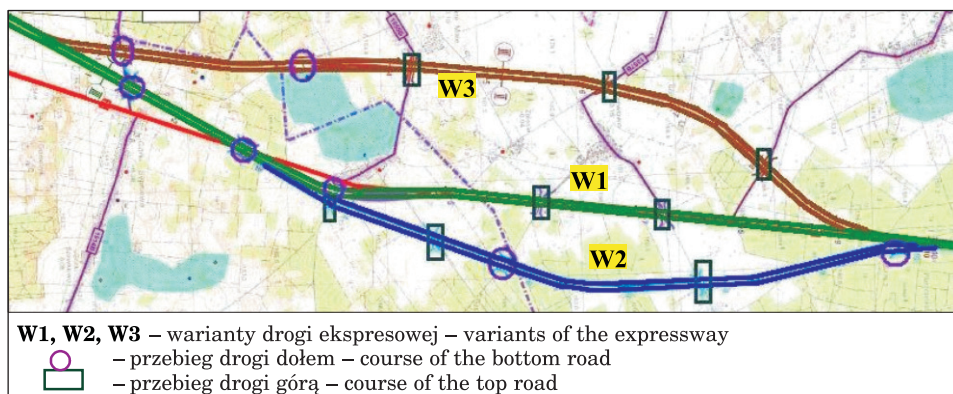 W3
W1
W2
W1, W2, W3 – warianty drogi ekspresowej – variants of the expressway
– przebieg drogi dołem – course of the bottom road
– przebieg drogi górą – course of the top road